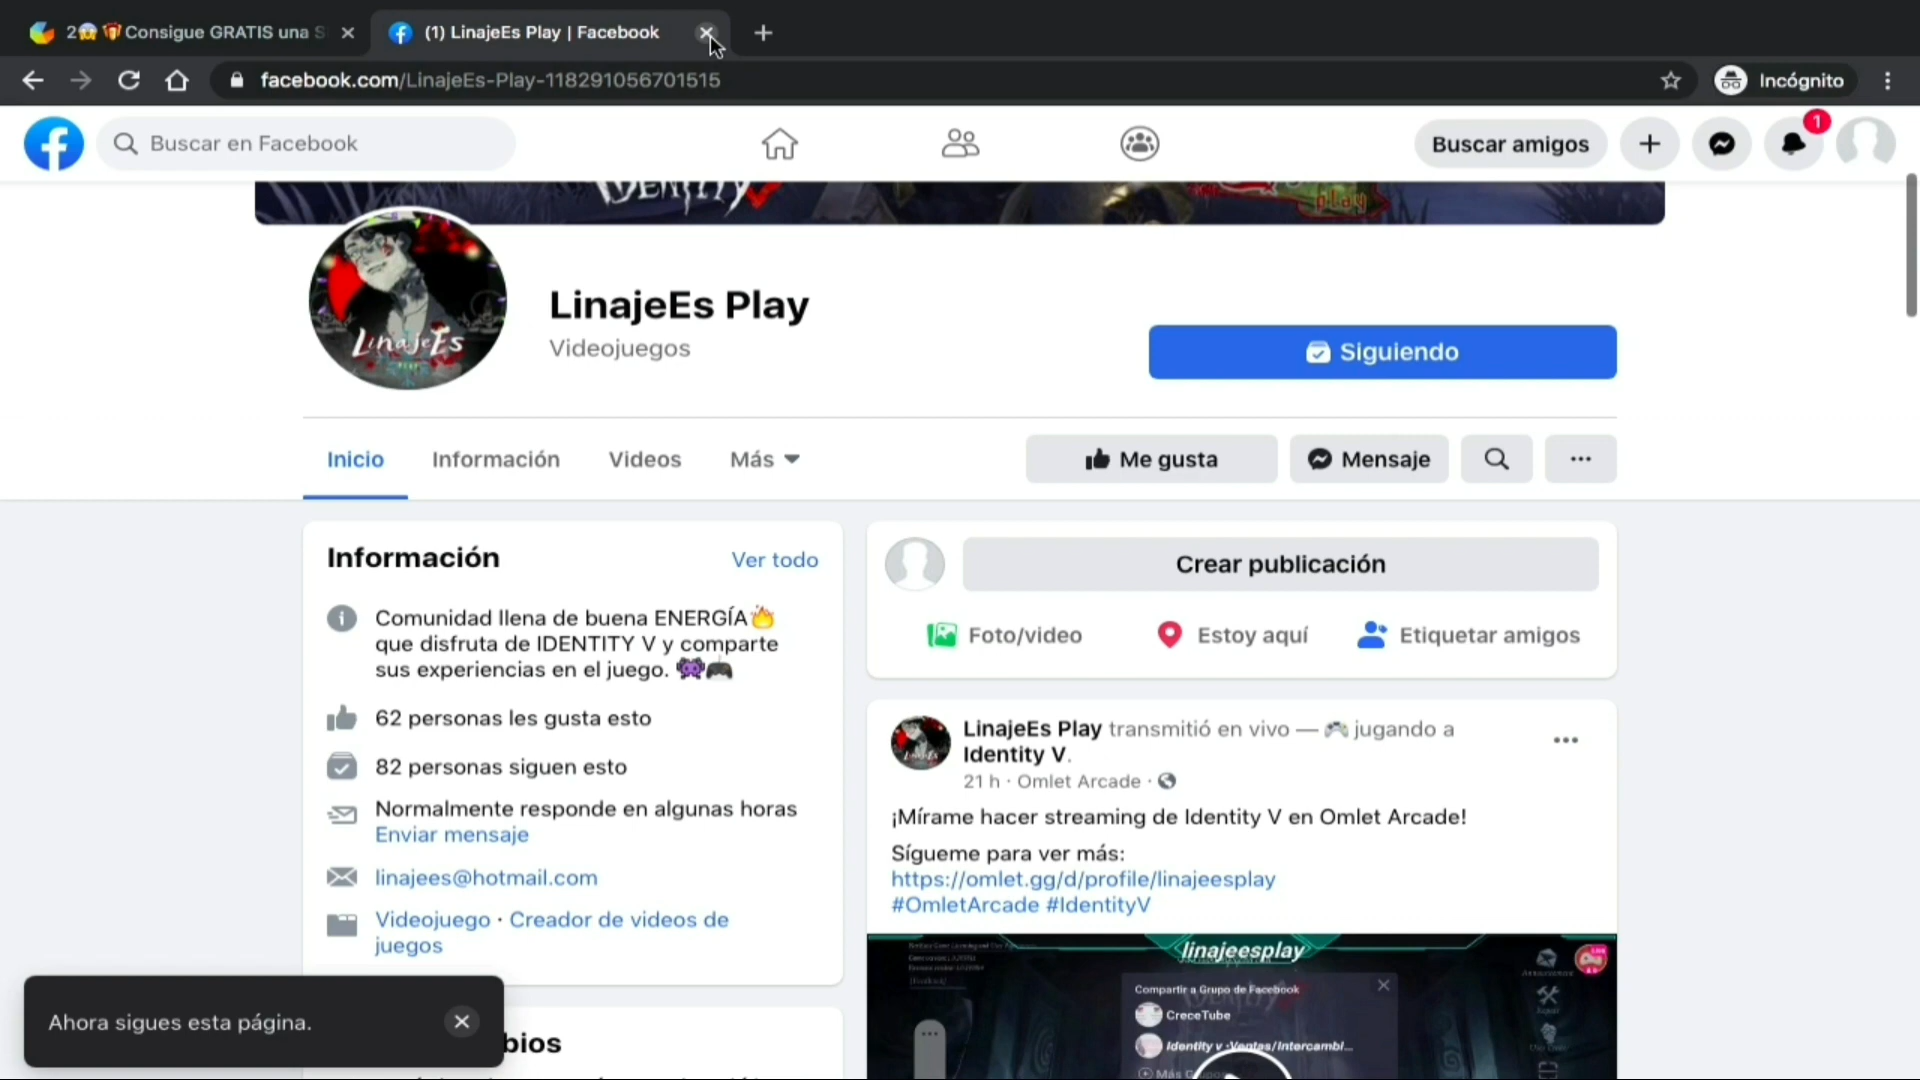 2😱🎁Consigue GRATIS una S
(1) LinajeEs Play | Facebook
facebook.com/LinajeEs-Play-118291056701515
Incógnito
Buscar en Facebook
Buscar amigos
1
IDENTITY V
play
LinajeEs
LinajeEs Play
Videojuegos
Siguiendo
Inicio
Información
Videos
Más
Me gusta
Mensaje
Información
Ver todo
Comunidad llena de buena ENERGÍA🔥
que disfruta de IDENTITY V y comparte
sus experiencias en el juego. 👾🎮
62 personas les gusta esto
82 personas siguen esto
Normalmente responde en algunas horas
Enviar mensaje
linajees@hotmail.com
Videojuego · Creador de videos de
juegos
Crear publicación
Foto/video
Estoy aquí
Etiquetar amigos
LinajeEs Play transmitió en vivo — 🎮 jugando a
Identity V.
21 h · Omlet Arcade ·
¡Mírame hacer streaming de Identity V en Omlet Arcade!
Sígueme para ver más:
https://omlet.gg/d/profile/linajeesplay
#OmletArcade #IdentityV
linajeesplay
Compartir a Grupo de Facebook
CreceTube
Identity v :Ventas/Intercambi...
Más
Ahora sigues esta página.
bios